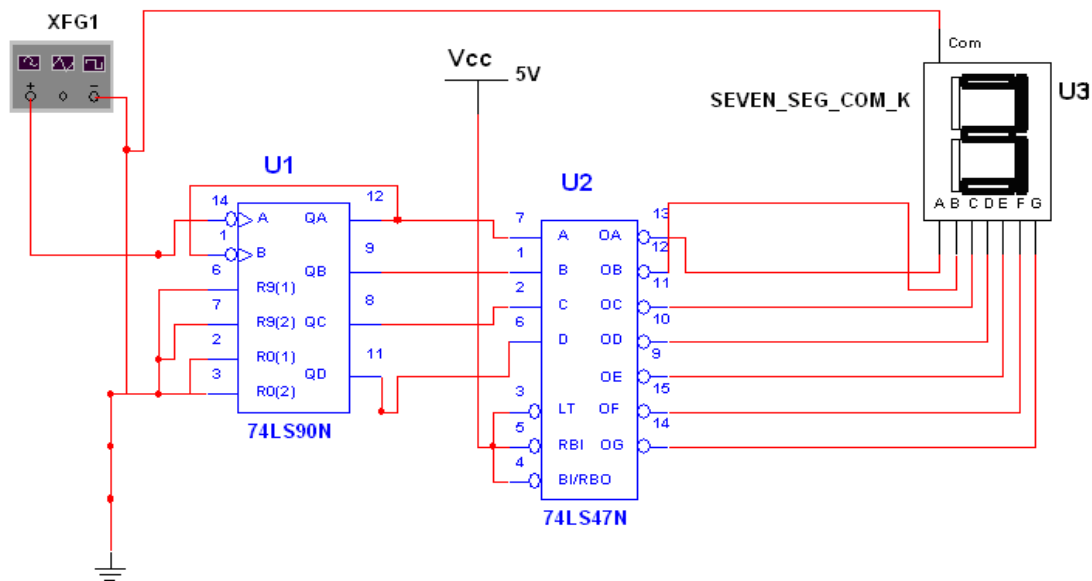 XFG1
+ −
Vcc
5V
Com
SEVEN_SEG_COM_K
U3
A B C D E F G
U1
14 A QA 12
1 B
QB 9
6 R9(1)
7 R9(2) QC 8
2 R0(1)
QD 11
3 R0(2)
74LS90N
U2
7 A OA 13
1 B OB 12
2 C OC 11
6 D OD 10
OE 9
3 LT OF 15
5 RBI OG 14
4 BI/RBO
74LS47N